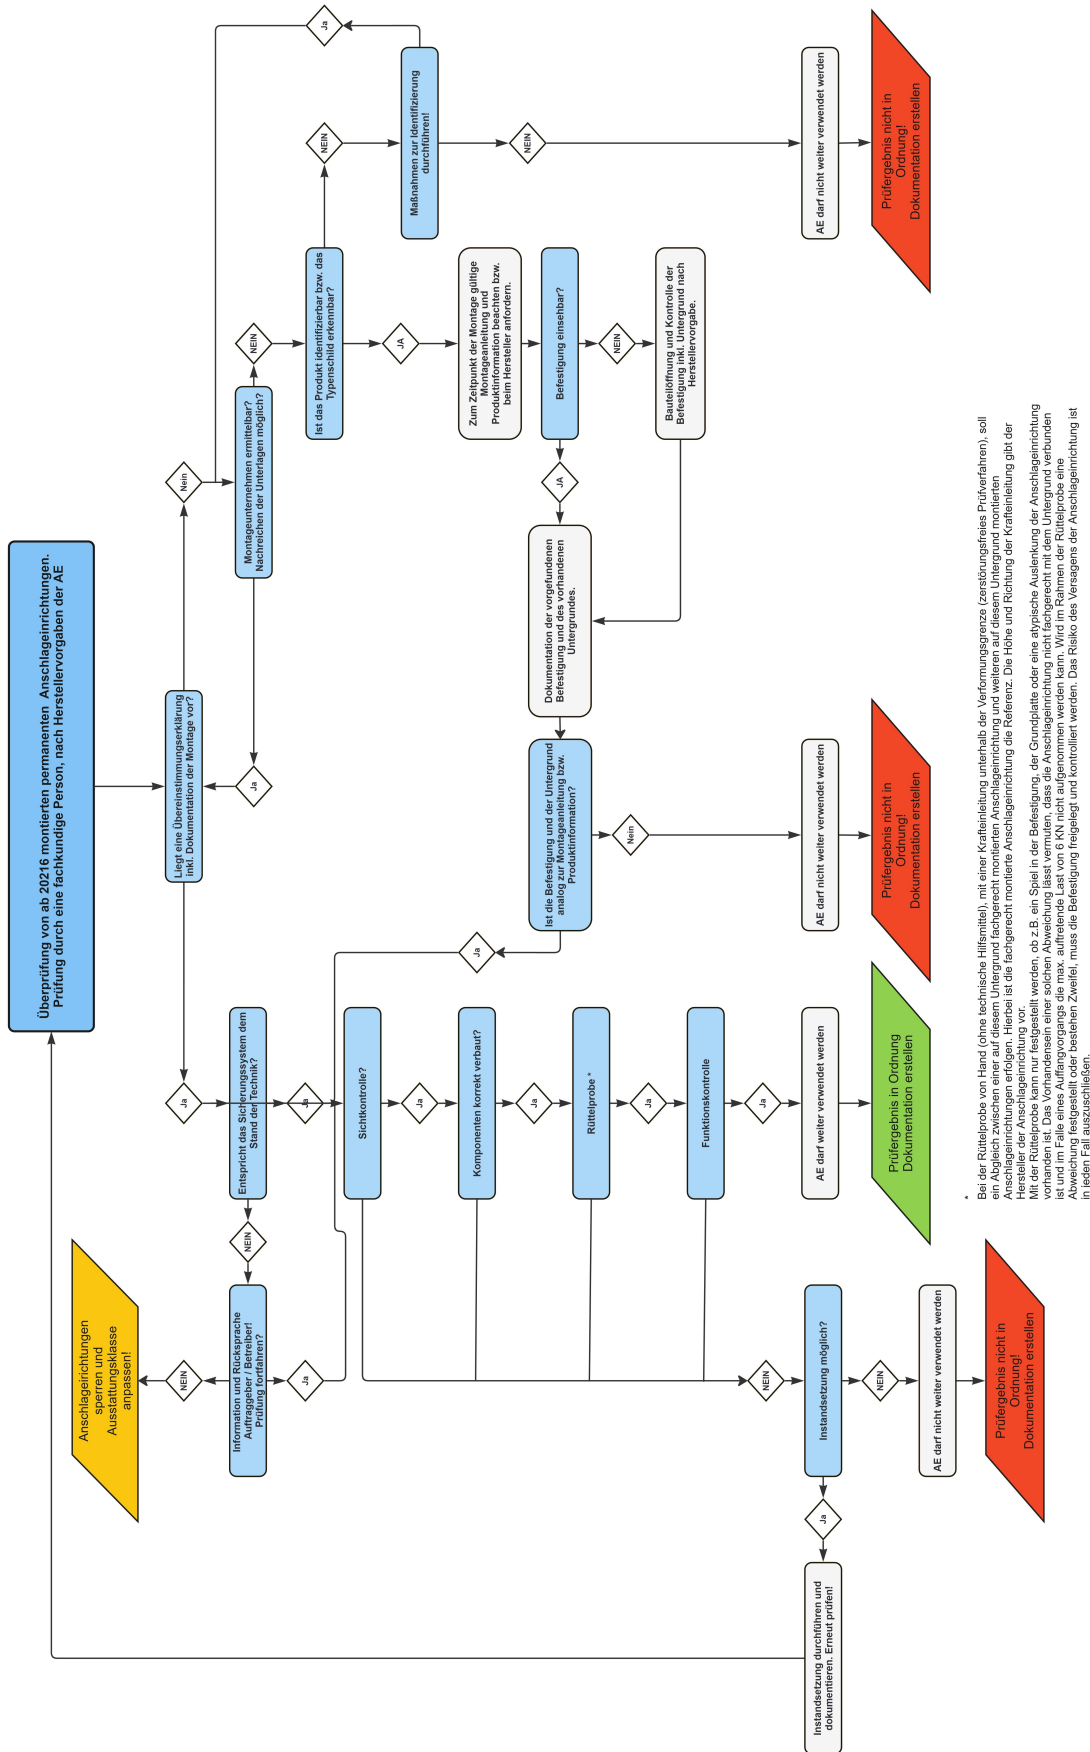 Überprüfung von ab 20216 montierten permanenten Anschlageinrichtungen.
Prüfung durch eine fachkundige Person, nach Herstellervorgaben der AE
Liegt eine Übereinstimmungserklärung
inkl. Dokumentation der Montage vor?
Ja
Nein
Ja
Montageunternehmen ermittelbar?
Nachreichen der Unterlagen möglich?
NEIN
Ist das Produkt identifizierbar bzw. das
Typenschild erkennbar?
NEIN
Ja
Maßnahmen zur Identifizierung
durchführen!
NEIN
AE darf nicht weiter verwendet werden
Prüfergebnis nicht in
Ordnung!
Dokumentation erstellen
JA
Zum Zeitpunkt der Montage gültige
Montageanleitung und
Produktinformation beachten bzw.
beim Hersteller anfordern.
Befestigung einsehbar?
NEIN
Bauteilöffnung und Kontrolle der
Befestigung inkl. Untergrund nach
Herstellervorgabe.
JA
Dokumentation der vorgefundenen
Befestigung und des vorhandenen
Untergrundes.
Ist die Befestigung und der Untergrund
analog zur Montageanleitung bzw.
Produktinformation?
Ja
Nein
AE darf nicht weiter verwendet werden
Prüfergebnis nicht in
Ordnung!
Dokumentation erstellen
Entspricht das Sicherungssystem dem
Stand der Technik?
NEIN
Ja
Information und Rücksprache
Auftraggeber / Betreiber!
Prüfung fortfahren?
NEIN
Ja
Anschlageirichtungen
sperren und
Ausstattungsklasse
anpassen!
Sichtkontrolle?
Ja
Komponenten korrekt verbaut?
Ja
Rüttelprobe *
Ja
Funktionskontrolle
Ja
AE darf weiter verwendet werden
Prüfergebnis in Ordnung
Dokumentation erstellen
NEIN
Instandsetzung möglich?
Ja
NEIN
Instandsetzung durchführen und
dokumentieren. Erneut prüfen!
AE darf nicht weiter verwendet werden
Prüfergebnis nicht in
Ordnung!
Dokumentation erstellen
*
Bei der Rüttelprobe von Hand (ohne technische Hilfsmittel), mit einer Krafteinleitung unterhalb der Verformungsgrenze (zerstörungsfreies Prüfverfahren), soll
ein Abgleich zwischen einer auf diesem Untergrund fachgerecht montierten Anschlageinrichtung und weiteren auf diesem Untergrund montierten
Anschlageinrichtungen erfolgen. Hierbei ist die fachgerecht montierte Anschlageinrichtung die Referenz. Die Höhe und Richtung der Krafteinleitung gibt der
Hersteller der Anschlageinrichtung vor.
Mit der Rüttelprobe kann nur festgestellt werden, ob z.B. ein Spiel in der Befestigung, der Grundplatte oder eine atypische Auslenkung der Anschlageinrichtung
vorhanden ist. Das Vorhandensein einer solchen Abweichung lässt vermuten, dass die Anschlageinrichtung nicht fachgerecht mit dem Untergrund verbunden
ist und im Falle eines Auffangvorgangs die max. auftretende Last von 6 KN nicht aufgenommen werden kann. Wird im Rahmen der Rüttelprobe eine
Abweichung festgestellt oder bestehen Zweifel, muss die Befestigung freigelegt und kontrolliert werden. Das Risiko des Versagens der Anschlageinrichtung ist
in jeden Fall auszuschließen.